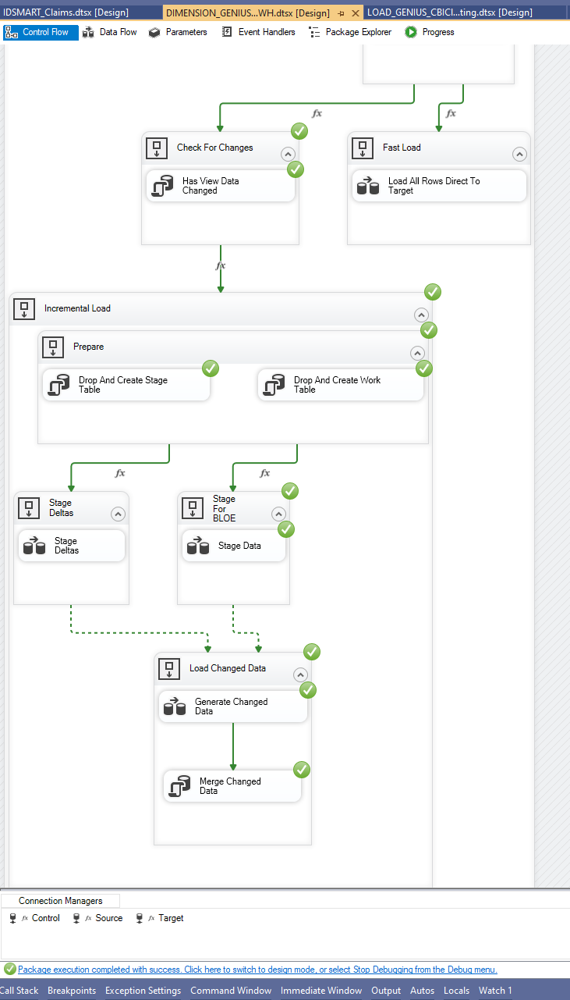 IDSMART_Claims.dtsx [Design]
DIMENSION_GENIUS...WH.dtsx [Design]
LOAD_GENIUS_CBICI...ting.dtsx [Design]
Control Flow
Data Flow
Parameters
Event Handlers
Package Explorer
Progress
fx
fx
Check For Changes
Has View Data
Changed
Fast Load
Load All Rows Direct To
Target
fx
Incremental Load
Prepare
Drop And Create Stage
Table
Drop And Create Work
Table
fx
fx
Stage
Deltas
Stage
Deltas
Stage
For
BLOE
Stage Data
Load Changed Data
Generate Changed
Data
Merge Changed
Data
Connection Managers
fx Control
fx Source
fx Target
Package execution completed with success. Click here to switch to design mode, or select Stop Debugging from the Debug menu.
Call Stack
Breakpoints
Exception Settings
Command Window
Immediate Window
Output
Autos
Locals
Watch 1